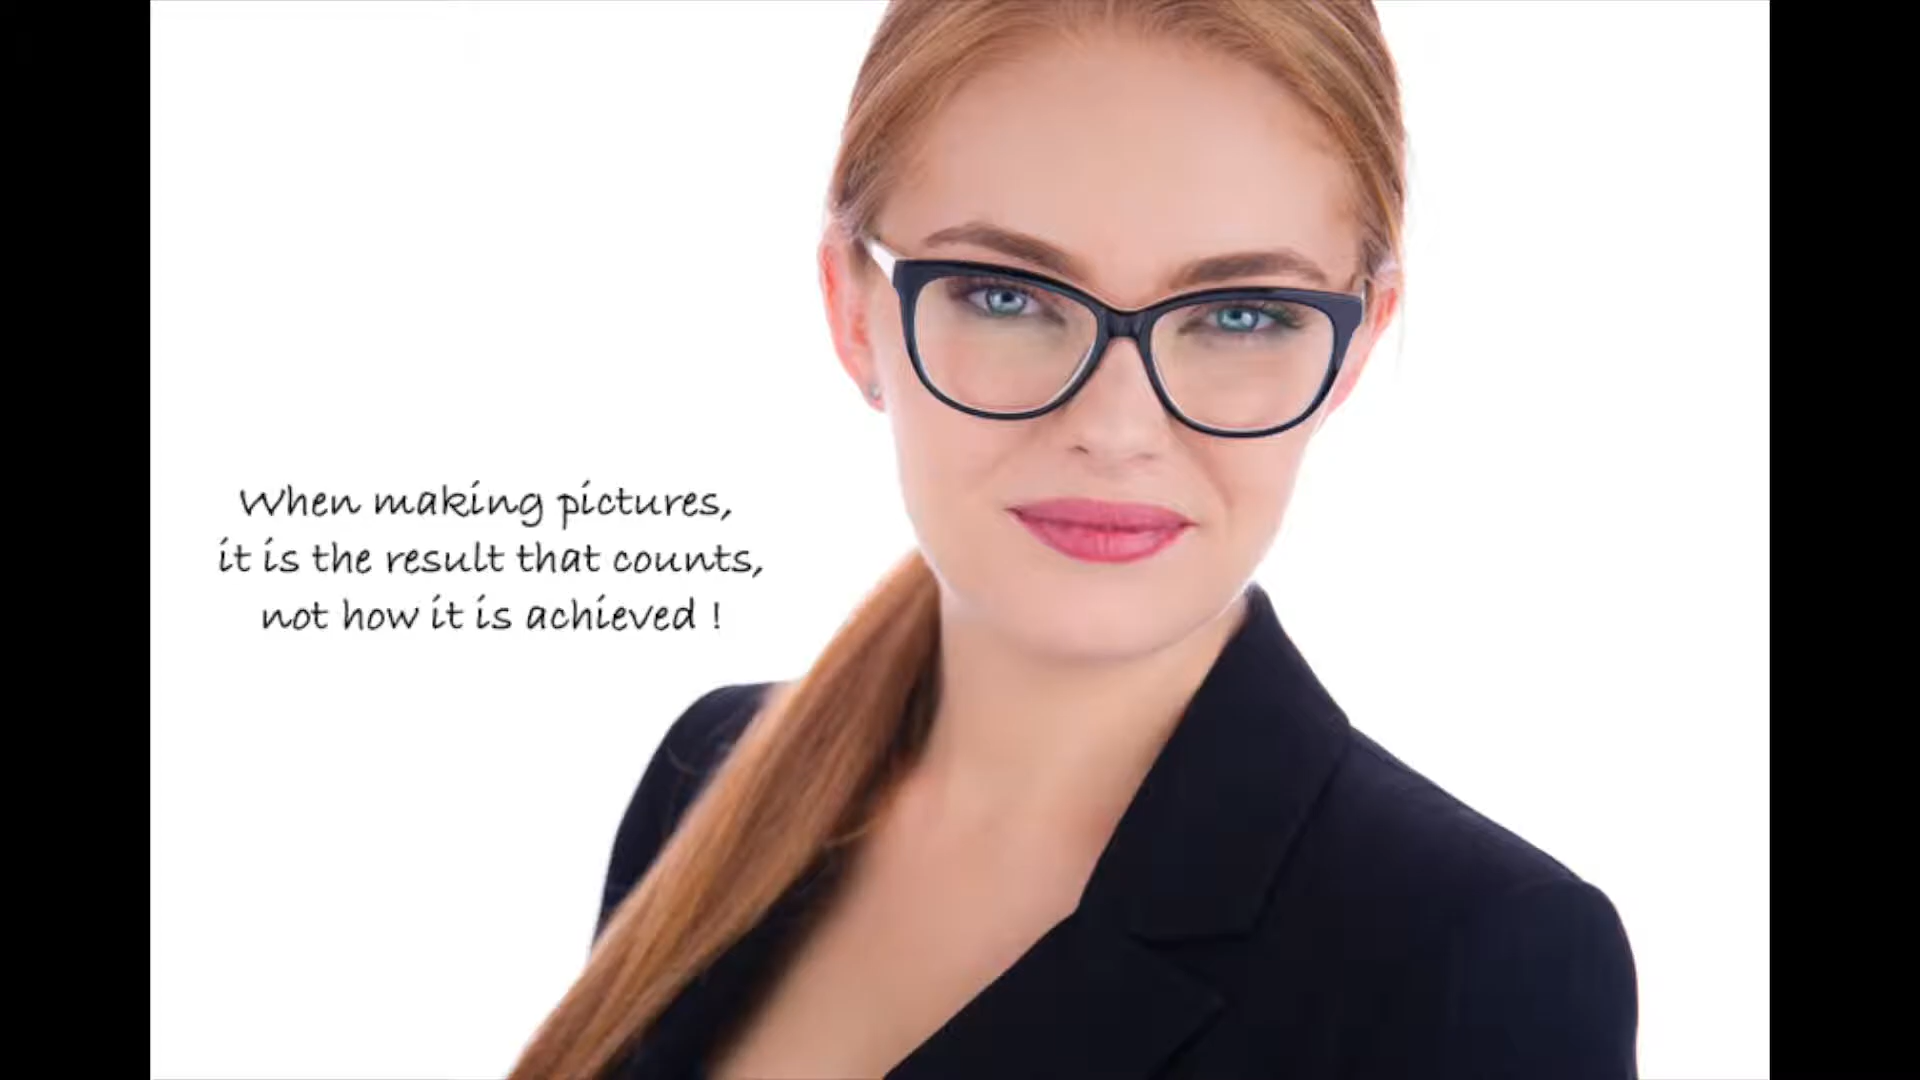 When making pictures,
it is the result that counts,
not how it is achieved !